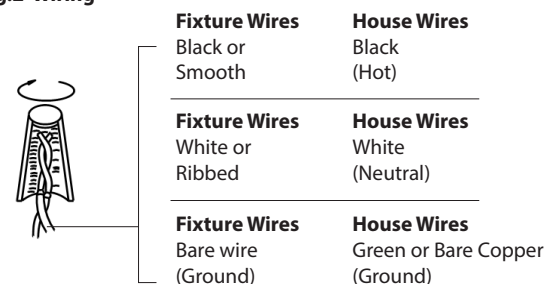 Fixture Wires House Wires
Black or Black
Smooth (Hot)
Fixture Wires House Wires
White or White
Ribbed (Neutral)
Fixture Wires House Wires
Bare wire Green or Bare Copper
(Ground) (Ground)